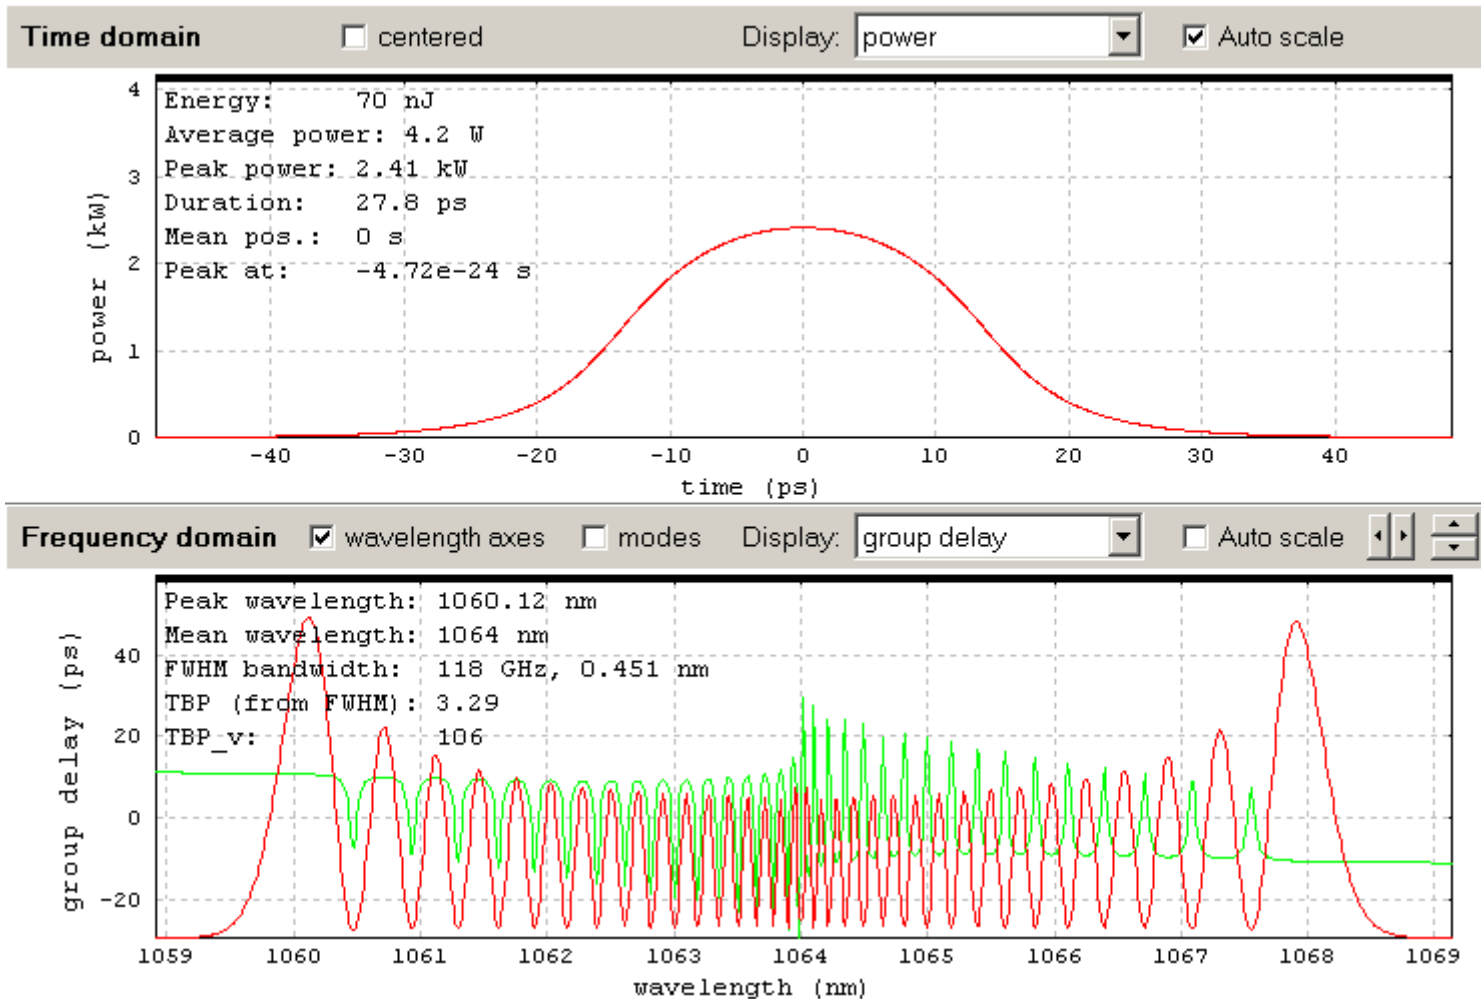 Time domain centered Display: power Auto scale
Energy: 70 nJ
Average power: 4.2 W
Peak power: 2.41 kW
Duration: 27.8 ps
Mean pos.: 0 s
Peak at: -4.72e-24 s
power (kW)
4
3
2
1
0
-40 -30 -20 -10 0 10 20 30 40
time (ps)
Frequency domain wavelength axes modes Display: group delay Auto scale
Peak wavelength: 1060.12 nm
Mean wavelength: 1064 nm
FWHM bandwidth: 118 GHz, 0.451 nm
TBP (from FWHM): 3.29
TBP_v: 106
group delay (ps)
40
20
0
-20
1059 1060 1061 1062 1063 1064 1065 1066 1067 1068 1069
wavelength (nm)